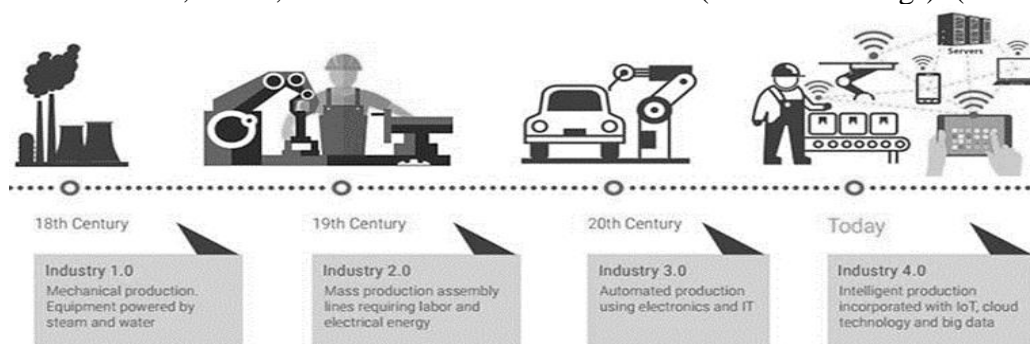 Servers
18th Century
19th Century
20th Century
Today
Industry 1.0
Mechanical production.
Equipment powered by
steam and water
Industry 2.0
Mass production assembly
lines requiring labor and
electrical energy
Industry 3.0
Automated production
using electronics and IT
Industry 4.0
Intelligent production
incorporated with IoT, cloud
technology and big data